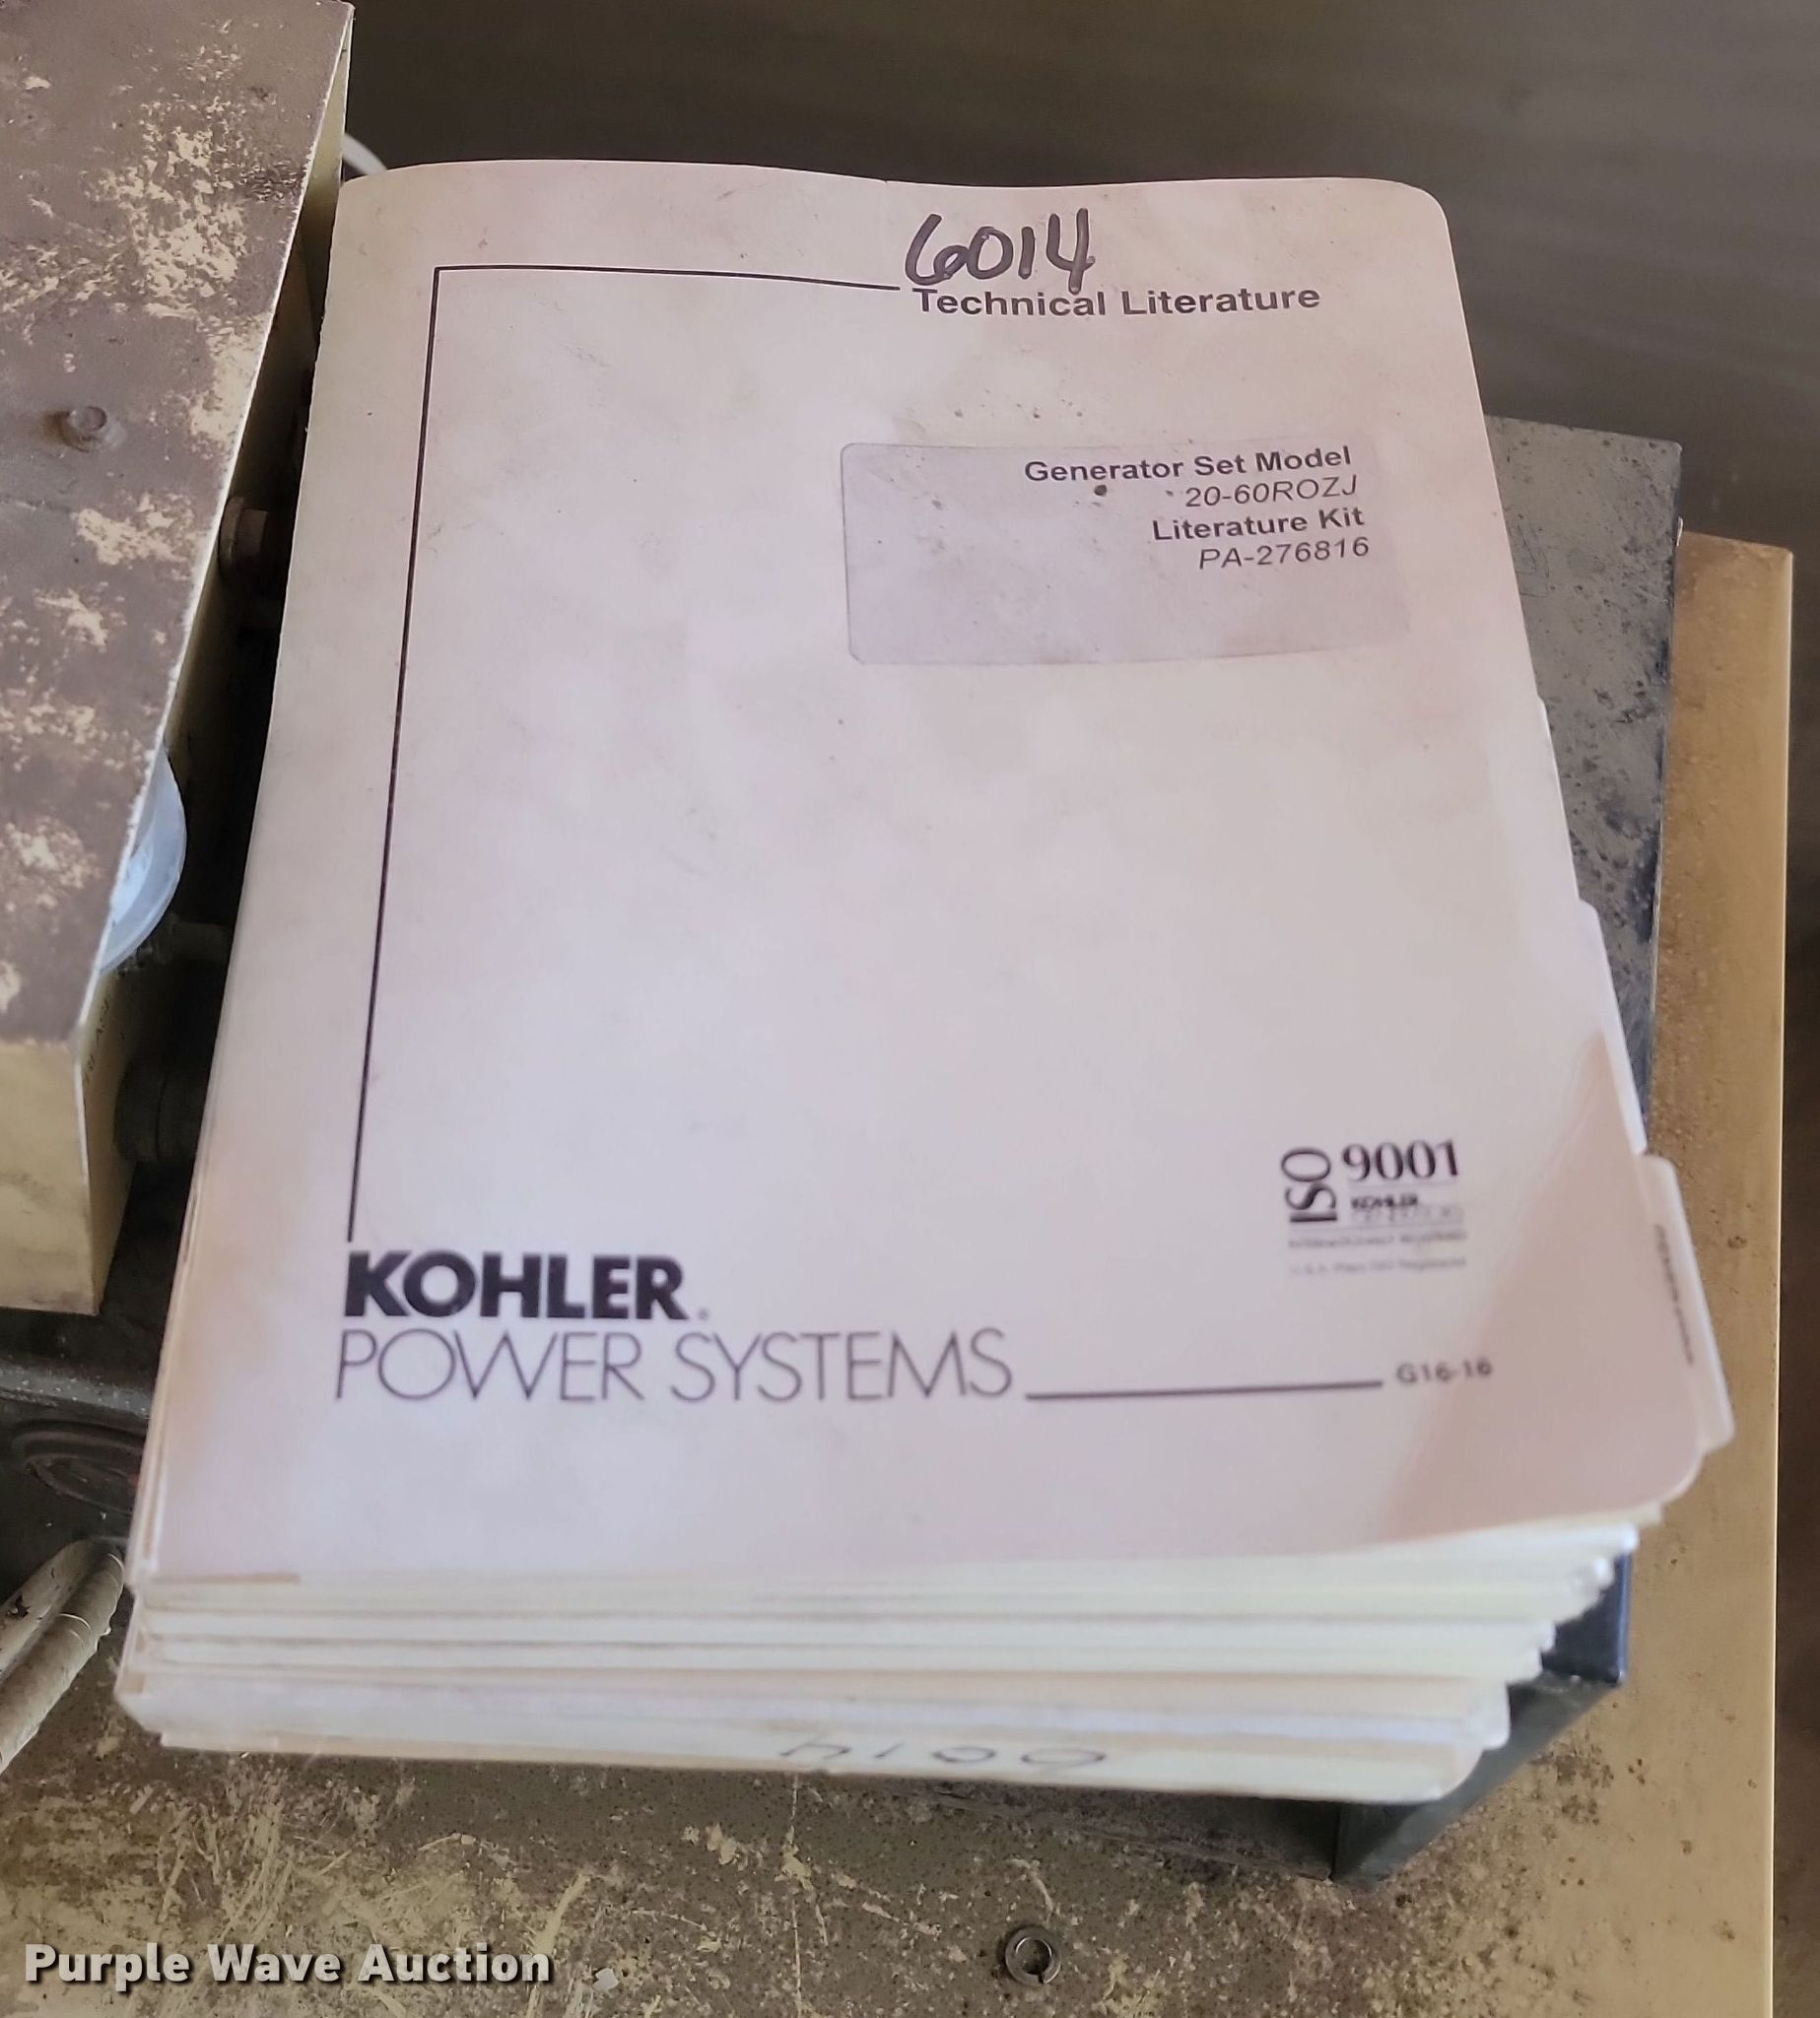 6014
Technical Literature
Generator Set Model
20-60ROZJ
Literature Kit
PA-276816
ISO 9001
KOHLER
KOHLER®
POWER SYSTEMS
G16-16
Purple Wave Auction